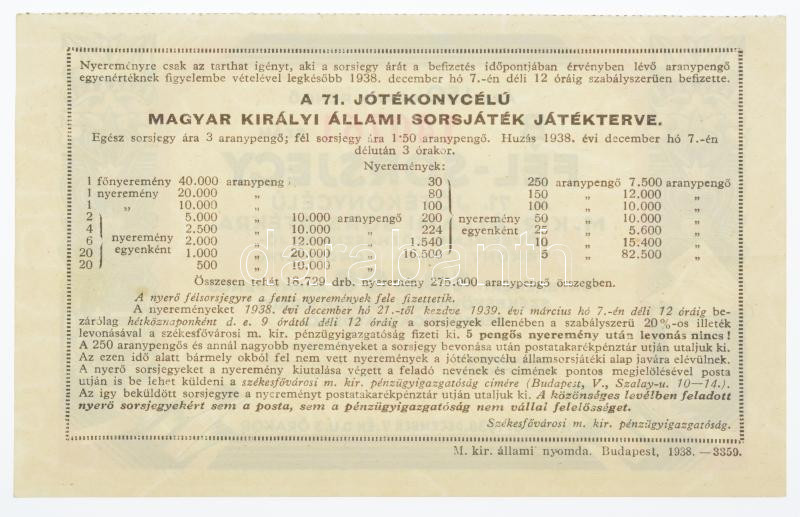 Nyereményre csak az tarthat igényt, aki a sorsjegy árát a befizetés időpontjában érvényben lévő aranypengő
egyenértéknek figyelembe vételével legkésőbb 1938. december hó 7.-én déli 12 óráig szabályszerűen befizette.
A 71. JÓTÉKONYCÉLÚ
MAGYAR KIRÁLYI ÁLLAMI SORSJÁTÉK JÁTÉKTERVE.
Egész sorsjegy ára 3 aranypengő; fél sorsjegy ára 1·50 aranypengő. Huzás 1938. évi december hó 7.-én
délután 3 órakor.
Nyeremények:
1 főnyeremény 40.000 aranypeng 30 250 aranypengő 7.500 aranypengő
1 nyeremény 20.000 „ 80 150 „ 12.000 „
1 „ 10.000 „ 100 100 „ 10.000 „
2 5.000 „ 10.000 aranypengő 200 nyeremény 50 „ 10.000 „
4 nyeremény 2.500 „ 10.000 „ 224 egyenként 25 „ 5.600 „
6 egyenként 2.000 „ 12.000 „ 1.540 10 „ 15.400 „
20 1.000 „ 20.000 „ 16.500 5 „ 82.500 „
20 500 „ 10.000 „
Összesen tehát 18.729 drb. nyeremény 275.000 aranypengő összegben.
A nyerő félsorsjegyre a fenti nyeremények fele fizettetik.
A nyereményeket 1938. évi december hó 21.-től kezdve 1939. évi március hó 7.-én déli 12 óráig be-
zárólag hétköznaponként d. e. 9 órától déli 12 óráig a sorsjegyek ellenében a szabályszerű 20%-os illeték
levonásával a székesfővárosi m. kir. pénzügyigazgatóság fizeti ki. 5 pengős nyeremény után levonás nincs!
A 250 aranypengős és annál nagyobb nyereményeket a sorsjegy bevonása után postatakarékpénztár utján utaljuk ki.
Az ezen idő alatt bármely okból fel nem vett nyeremények a jótékonycélu államsorsjátéki alap javára elévülnek.
A nyerő sorsjegyeket a nyeremény kiutalása végett a feladó nevének és címének pontos megjelölésével posta
utján is be lehet küldeni a székesfővárosi m. kir. pénzügyigazgatóság címére (Budapest, V., Szalay-u. 10—14.).
Az igy beküldött sorsjegyre a nyereményt postatakarékpénztár utján utaljuk ki. A közönséges levélben feladott
nyerő sorsjegyekért sem a posta, sem a pénzügyigazgatóság nem vállal felelősséget.
Székesfővárosi m. kir. pénzügyigazgatóság.
M. kir. állami nyomda. Budapest, 1938. —3359.
darabanth